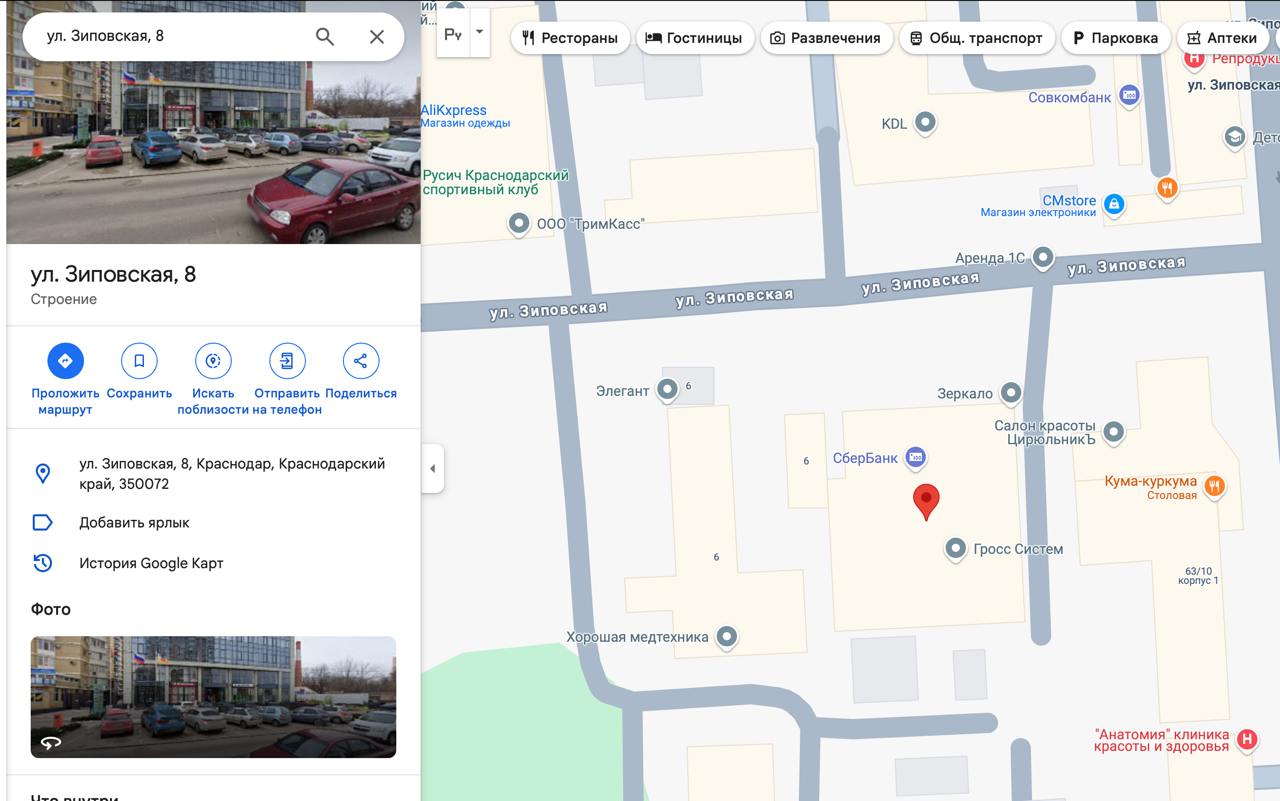 ул. Зиповская, 8
ул. Зиповская, 8
Строение
Проложить маршрут
Сохранить
Искать поблизости
Отправить на телефон
Поделиться
ул. Зиповская, 8, Краснодар, Краснодарский
край, 350072
Добавить ярлык
История Google Карт
Фото
Что внутри
Ру
Рестораны
Гостиницы
Развлечения
Общ. транспорт
Парковка
Аптеки
AliKxpress
Магазин одежды
Русич Краснодарский
спортивный клуб
ООО "ТримКасс"
KDL
Совкомбанк
ул. Зиповская
CMstore
Магазин электроники
Аренда 1С
ул. Зиповская
ул. Зиповская
ул. Зиповская
ул. Зиповская
Элегант
6
Зеркало
Салон красоты
ЦирюльникЪ
СберБанк
6
Кума-куркума
Столовая
Гросс Систем
6
63/10
корпус 1
Хорошая медтехника
"Анатомия" клиника
красоты и здоровья